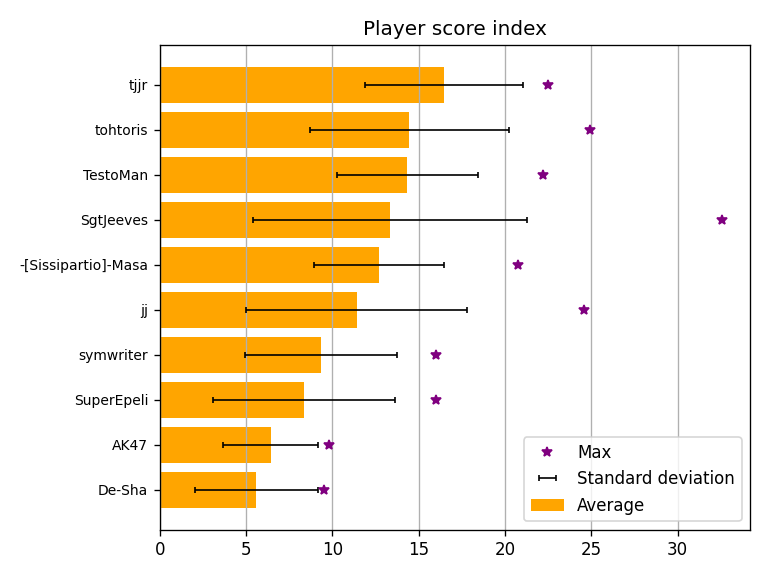 Player score index
tjjr
tohtoris
TestoMan
SgtJeeves
-[Sissipartio]-Masa
jj
symwriter
SuperEpeli
AK47
De-Sha
Max
Standard deviation
Average
0 5 10 15 20 25 30